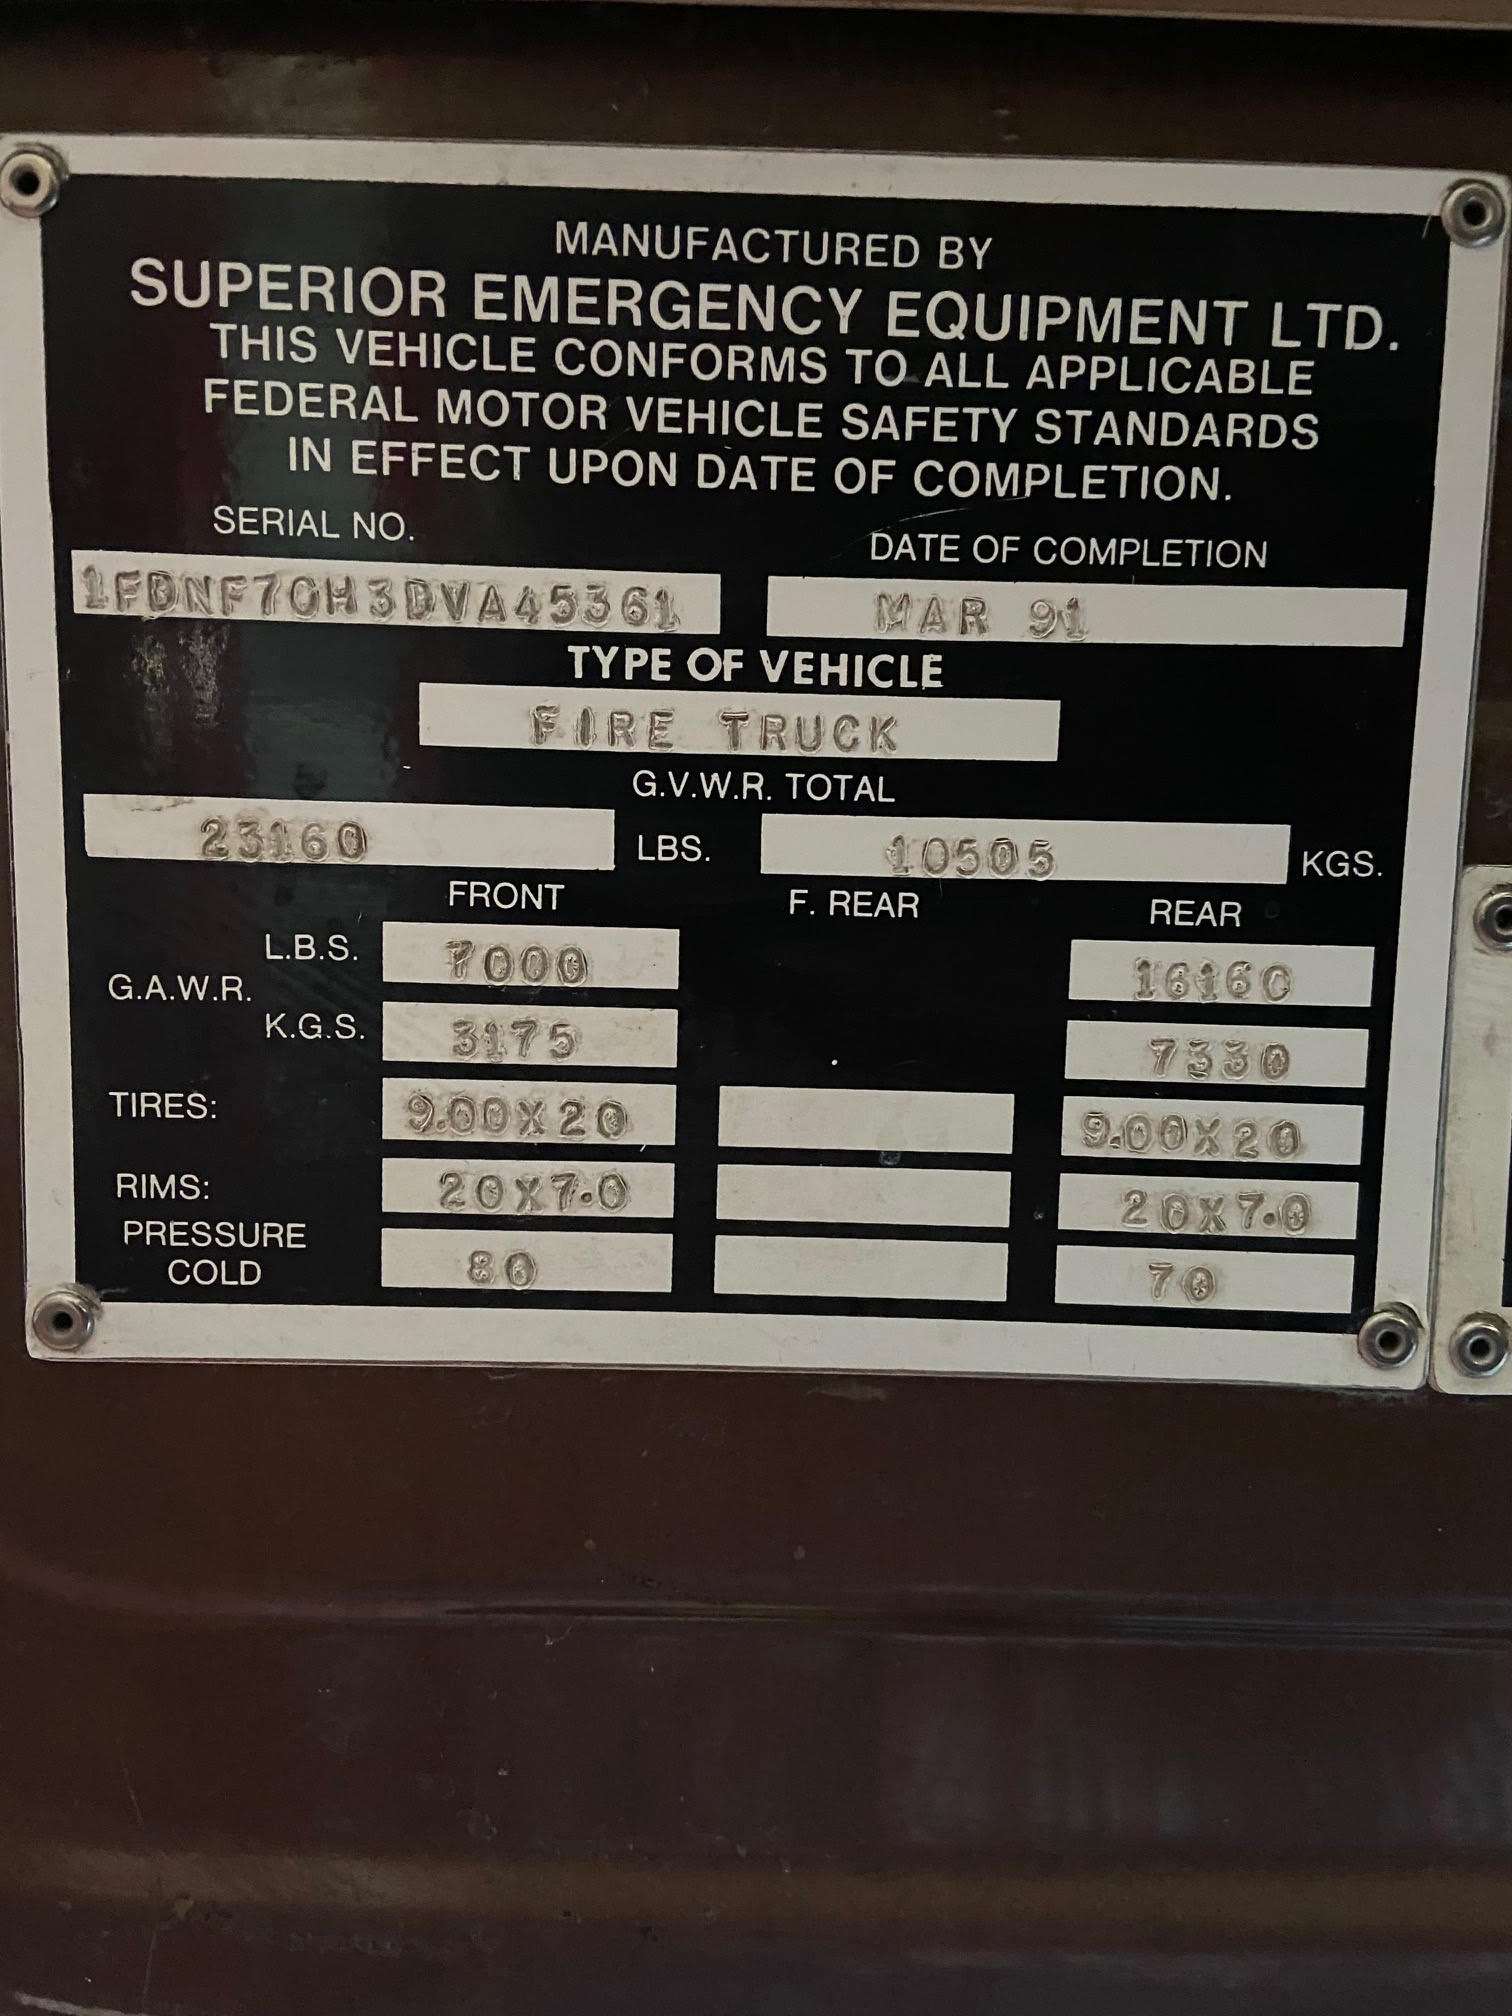 MANUFACTURED BY
SUPERIOR EMERGENCY EQUIPMENT LTD.
THIS VEHICLE CONFORMS TO ALL APPLICABLE
FEDERAL MOTOR VEHICLE SAFETY STANDARDS
IN EFFECT UPON DATE OF COMPLETION.
SERIAL NO. DATE OF COMPLETION
1FDNF70H3DVA45361 MAR 91
TYPE OF VEHICLE
FIRE TRUCK
G.V.W.R. TOTAL
23160 LBS. 10505 KGS.
FRONT F. REAR REAR
G.A.W.R. L.B.S. 7000 16160
K.G.S. 3175 7330
TIRES: 9.00X20 9.00X20
RIMS: 20X7.0 20X7.0
PRESSURE
COLD 80 70